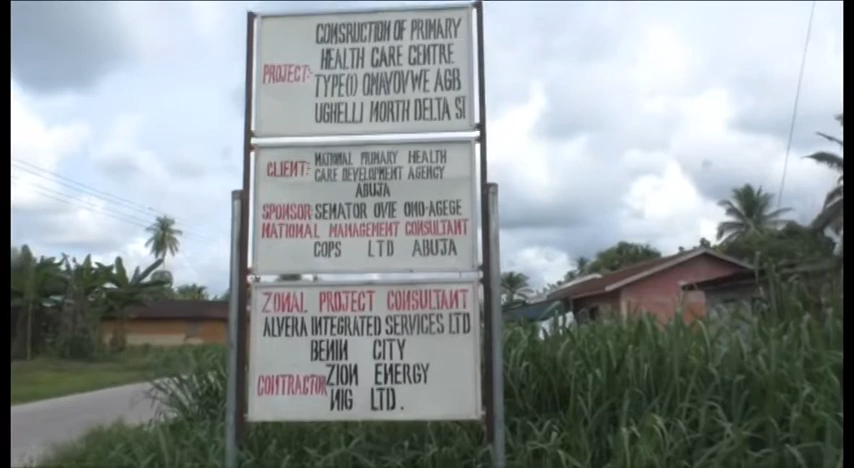 CONSRUCTION OF PRIMARY
HEALTH CARE CENTRE
PROJECT:- TYPE(I) OMAYOVWE AGB
UGHELLI NORTH DELTA ST
NATIONAL PRIMARY HEALTH
CLIENT: CARE DEVELOPMENT AGENCY
ABUJA
SPONSOR SENATOR OVIE OMO-AGEGE
NATIONAL MANAGEMENT CONSULTANT
COPS LTD ABUJA
ZONAL PROJECT CONSULTANT
ALVERA INTEGRATED SERVICES LTD
BENIN CITY
CONTRACTOR ZION ENERGY
NIG LTD.